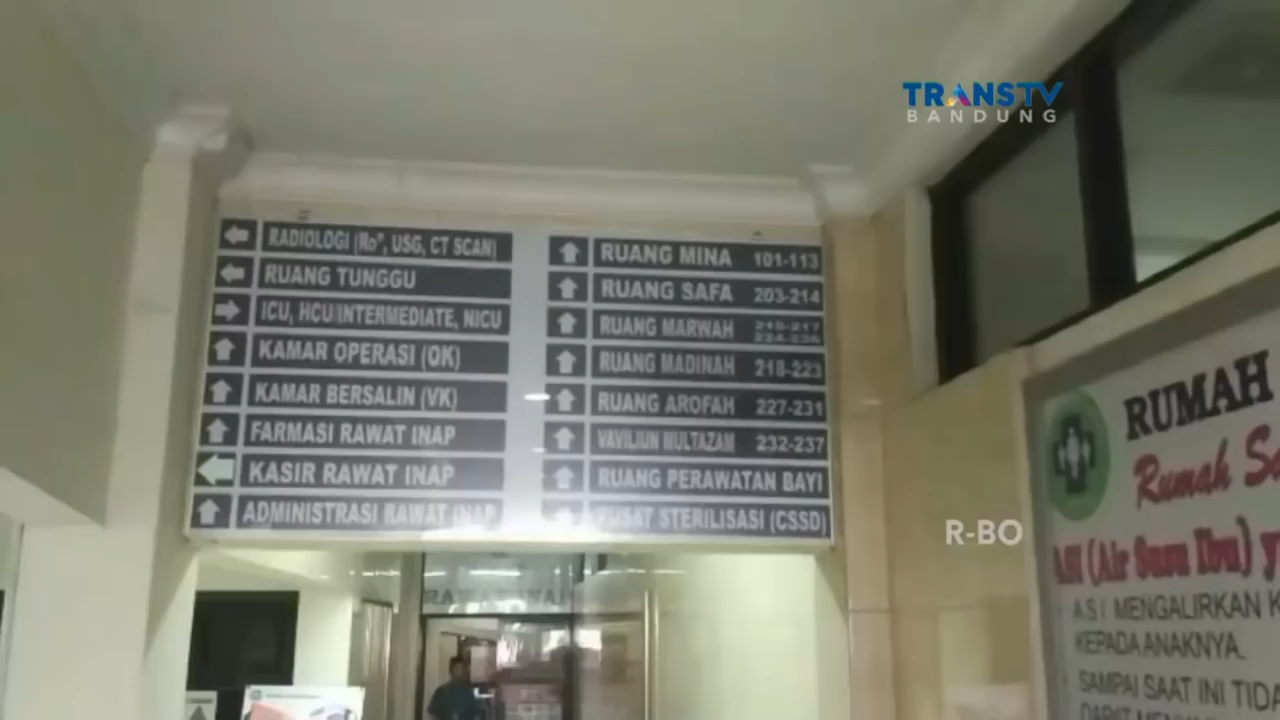 TRANSTV
BANDUNG
RADIOLOGI (Ro", USG, CT SCAN)
RUANG TUNGGU
ICU, HCU INTERMEDIATE, NICU
KAMAR OPERASI (OK)
KAMAR BERSALIN (VK)
FARMASI RAWAT INAP
KASIR RAWAT INAP
ADMINISTRASI RAWAT INAP
RUANG MINA 101-113
RUANG SAFA 203-214
RUANG MARWAH
RUANG MADINAH 218-223
RUANG AROFAH 227-231
VAVILIUN MULTAZAM 232-237
RUANG PERAWATAN BAYI
PUSAT STERILISASI (CSSD)
R-BO
RUMAH
Rumah
ASI (Air Susu Ibu)
ASI MENGALIRKAN
KEPADA ANAKNYA.
SAMPAI SAAT INI